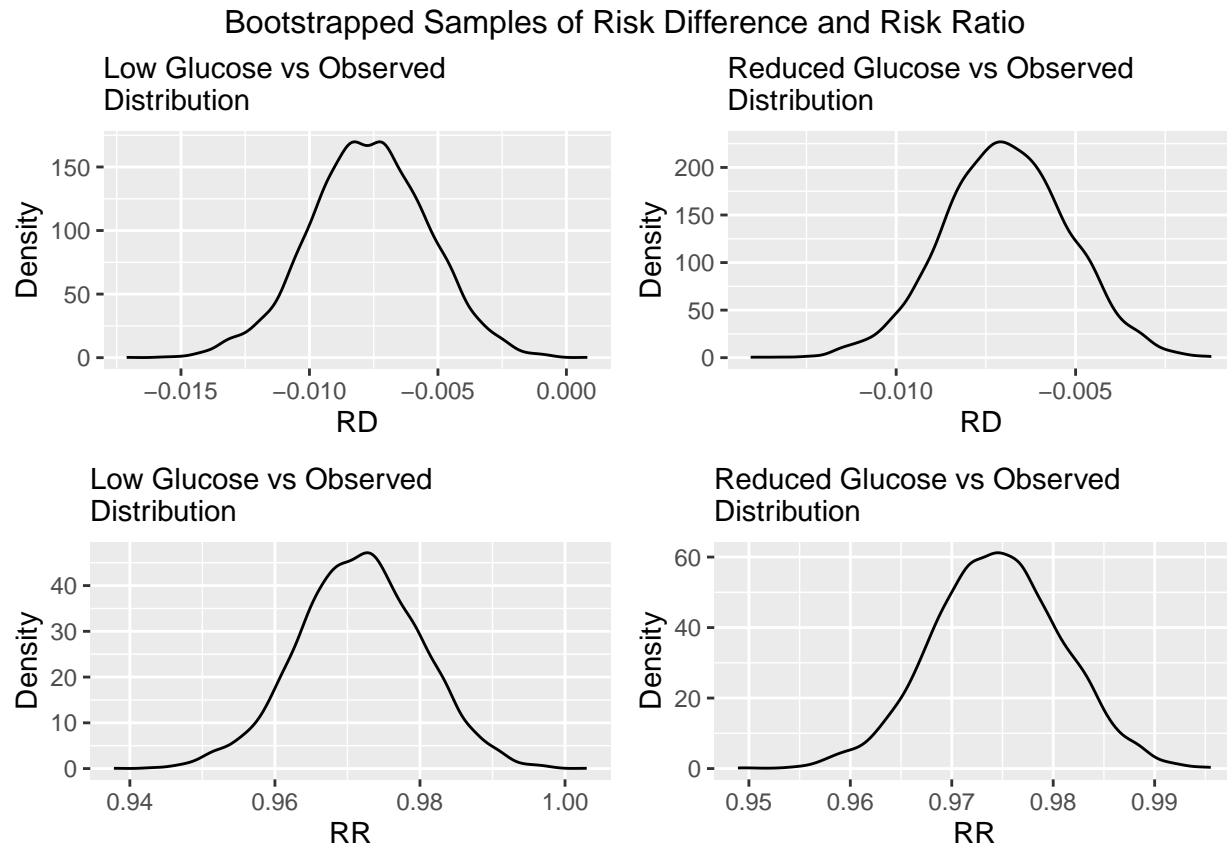 Bootstrapped Samples of Risk Difference and Risk Ratio
Low Glucose vs Observed
Distribution
150
100
50
0
Density
−0.015
−0.010
−0.005
0.000
RD
Reduced Glucose vs Observed
Distribution
200
150
100
50
0
Density
−0.010
−0.005
RD
Low Glucose vs Observed
Distribution
40
30
20
10
0
Density
0.94
0.96
0.98
1.00
RR
Reduced Glucose vs Observed
Distribution
60
40
20
0
Density
0.95
0.96
0.97
0.98
0.99
RR